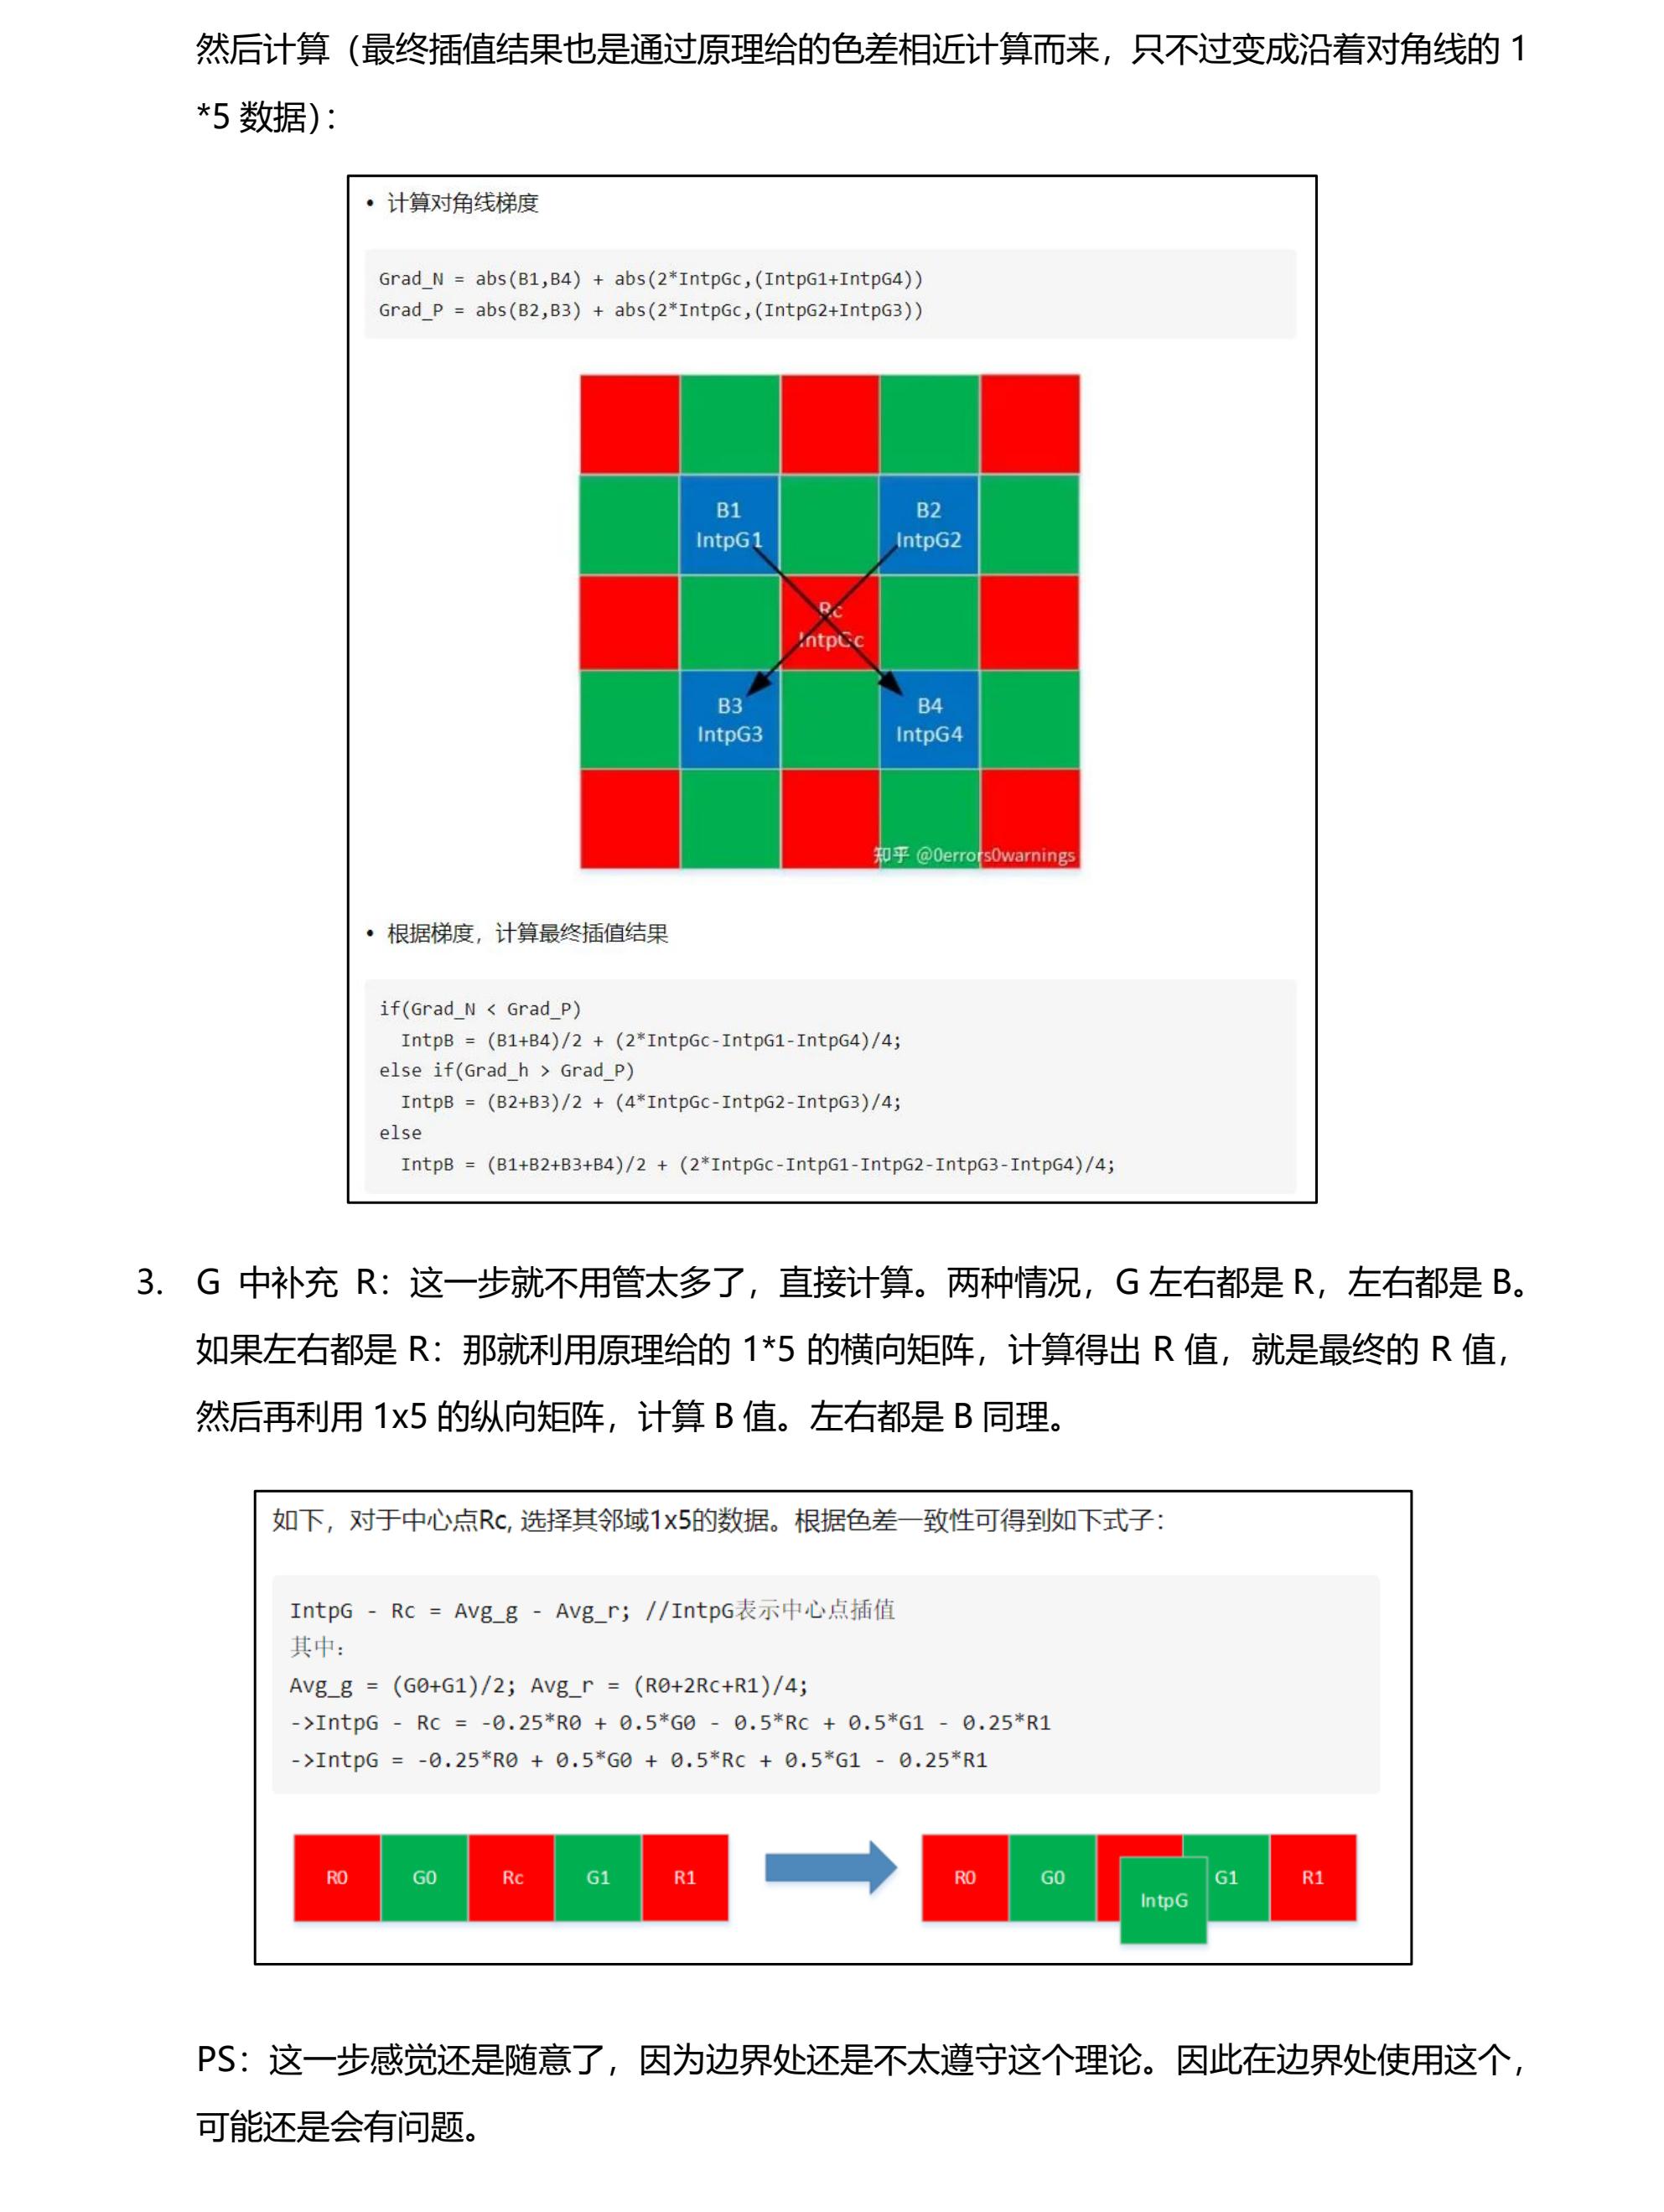 然后计算（最终插值结果也是通过原理给的色差相近计算而来，只不过变成沿着对角线的 1
*5 数据）：
• 计算对角线梯度
Grad_N = abs(B1,B4) + abs(2*IntpGc,(IntpG1+IntpG4))
Grad_P = abs(B2,B3) + abs(2*IntpGc,(IntpG2+IntpG3))
B1
IntpG1
B2
IntpG2
Rc
IntpGc
B3
IntpG3
B4
IntpG4
知乎 @0errors0warnings
• 根据梯度，计算最终插值结果
if(Grad_N < Grad_P)
IntpB = (B1+B4)/2 + (2*IntpGc-IntpG1-IntpG4)/4;
else if(Grad_h > Grad_P)
IntpB = (B2+B3)/2 + (4*IntpGc-IntpG2-IntpG3)/4;
else
IntpB = (B1+B2+B3+B4)/2 + (2*IntpGc-IntpG1-IntpG2-IntpG3-IntpG4)/4;
3. G 中补充 R：这一步就不用管太多了，直接计算。两种情况，G 左右都是 R，左右都是 B。
如果左右都是 R：那就利用原理给的 1*5 的横向矩阵，计算得出 R 值，就是最终的 R 值，
然后再利用 1x5 的纵向矩阵，计算 B 值。左右都是 B 同理。
如下，对于中心点Rc, 选择其邻域1x5的数据。根据色差一致性可得到如下式子：
IntpG - Rc = Avg_g - Avg_r; //IntpG表示中心点插值
其中：
Avg_g = (G0+G1)/2; Avg_r = (R0+2Rc+R1)/4;
->IntpG - Rc = -0.25*R0 + 0.5*G0 - 0.5*Rc + 0.5*G1 - 0.25*R1
->IntpG = -0.25*R0 + 0.5*G0 + 0.5*Rc + 0.5*G1 - 0.25*R1
R0 G0 Rc G1 R1
R0 G0 IntpG G1 R1
PS：这一步感觉还是随意了，因为边界处还是不太遵守这个理论。因此在边界处使用这个，
可能还是会有问题。